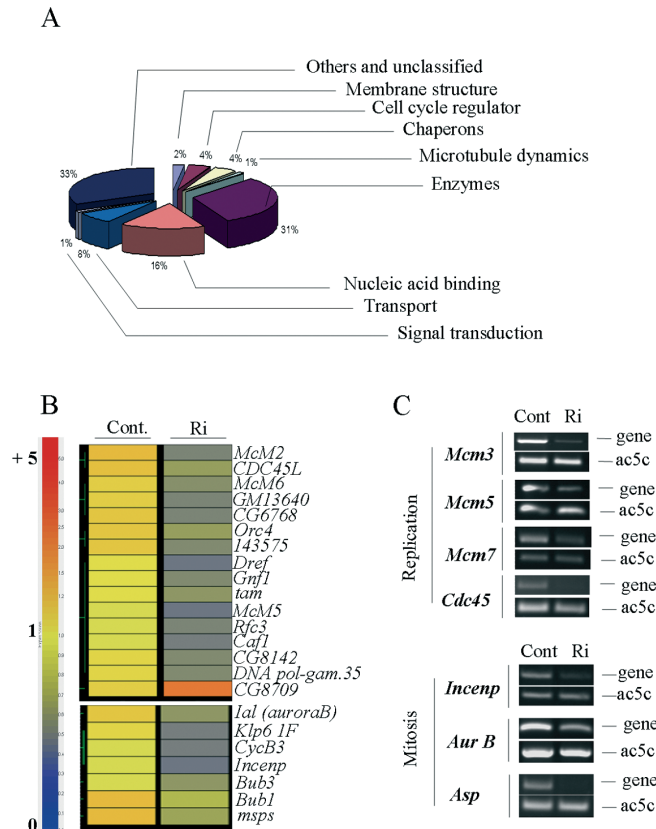 A
Others and unclassified
Membrane structure
Cell cycle regulator
Chaperons
Microtubule dynamics
Enzymes
2%
4%
4%
1%
33%
31%
1%
8%
16%
Nucleic acid binding
Transport
Signal transduction
B
Cont.
Ri
+ 5
1
0
McM2
CDC45L
McM6
GM13640
CG6768
Orc4
143575
Dref
Gnf1
tam
McM5
Rfc3
Caf1
CG8142
DNA pol-gam.35
CG8709
Ial (auroraB)
Klp6 1F
CycB3
Incenp
Bub3
Bub1
msps
C
Cont Ri
Replication
Mcm3
gene
ac5c
Mcm5
gene
ac5c
Mcm7
gene
ac5c
Cdc45
gene
ac5c
Cont Ri
Mitosis
Incenp
gene
ac5c
Aur B
gene
ac5c
Asp
gene
ac5c